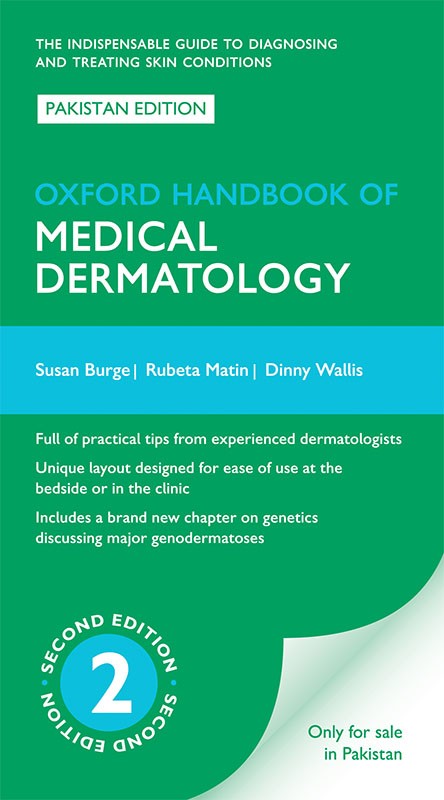 THE INDISPENSABLE GUIDE TO DIAGNOSING
AND TREATING SKIN CONDITIONS
PAKISTAN EDITION
OXFORD HANDBOOK OF
MEDICAL
DERMATOLOGY
Susan Burge| Rubeta Matin| Dinny Wallis
Full of practical tips from experienced dermatologists
Unique layout designed for ease of use at the
bedside or in the clinic
Includes a brand new chapter on genetics
discussing major genodermatoses
SECOND EDITION • SECOND EDITION •
2
Only for sale
in Pakistan